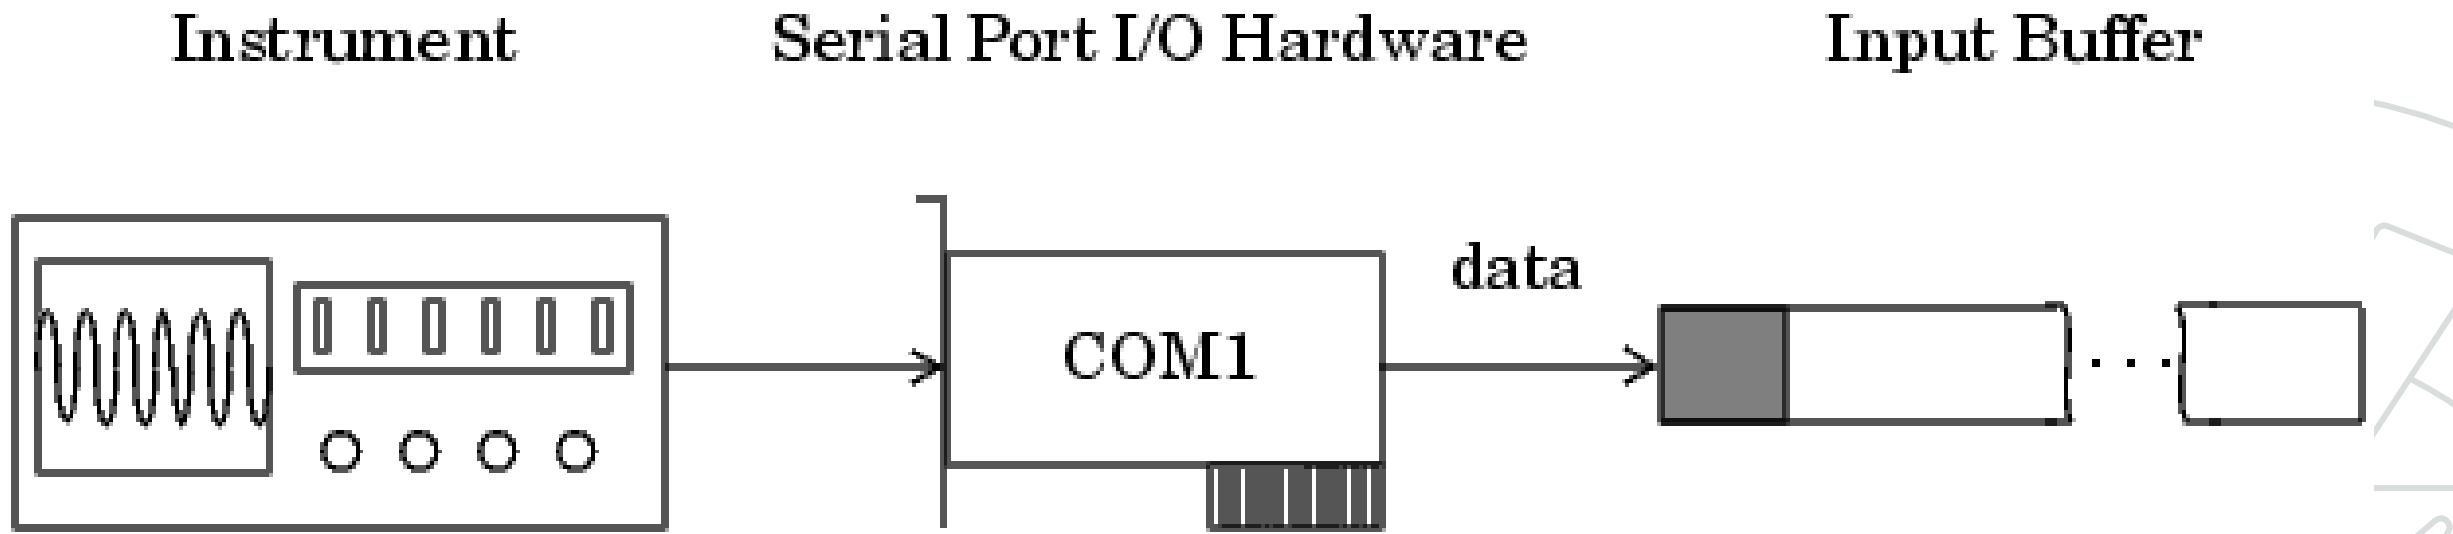 Instrument
Serial Port I/O Hardware
Input Buffer
data
COM1